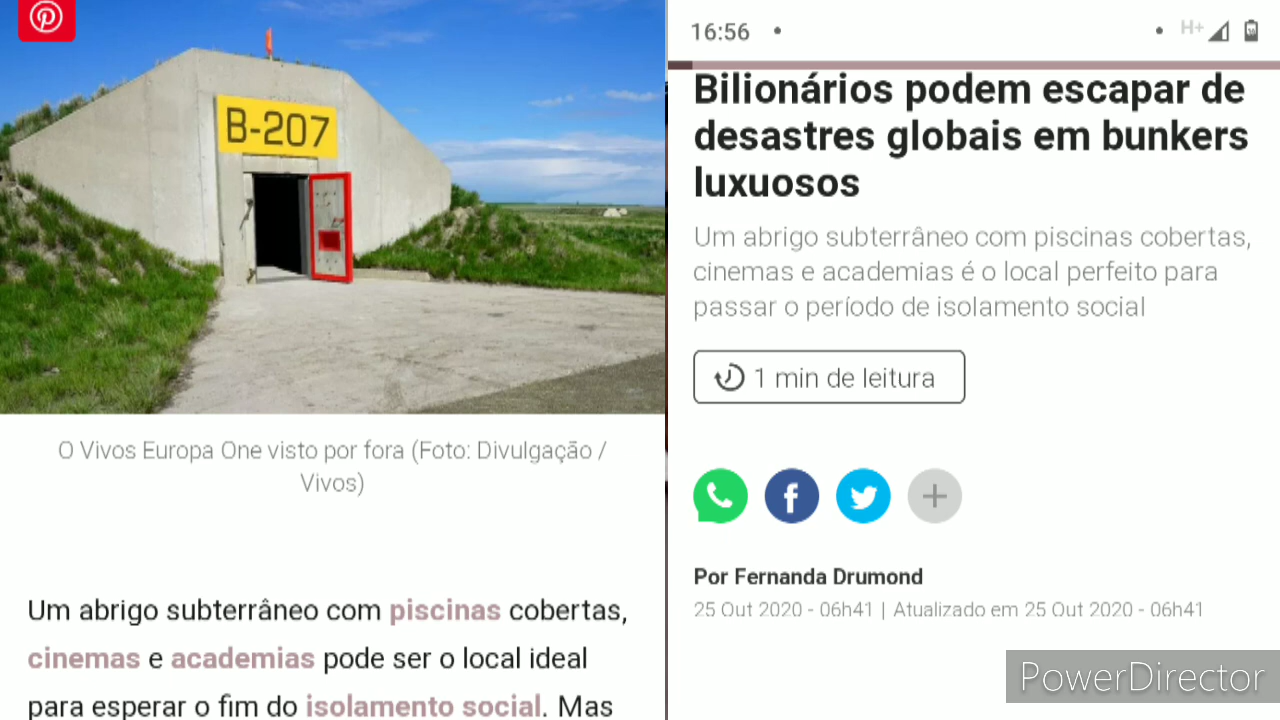 B-207
O Vivos Europa One visto por fora (Foto: Divulgação /
Vivos)
Um abrigo subterrâneo com piscinas cobertas,
cinemas e academias pode ser o local ideal
para esperar o fim do isolamento social. Mas
16:56
H+
Bilionários podem escapar de
desastres globais em bunkers
luxuosos
Um abrigo subterrâneo com piscinas cobertas,
cinemas e academias é o local perfeito para
passar o período de isolamento social
1 min de leitura
Por Fernanda Drumond
25 Out 2020 - 06h41 | Atualizado em 25 Out 2020 - 06h41
PowerDirector